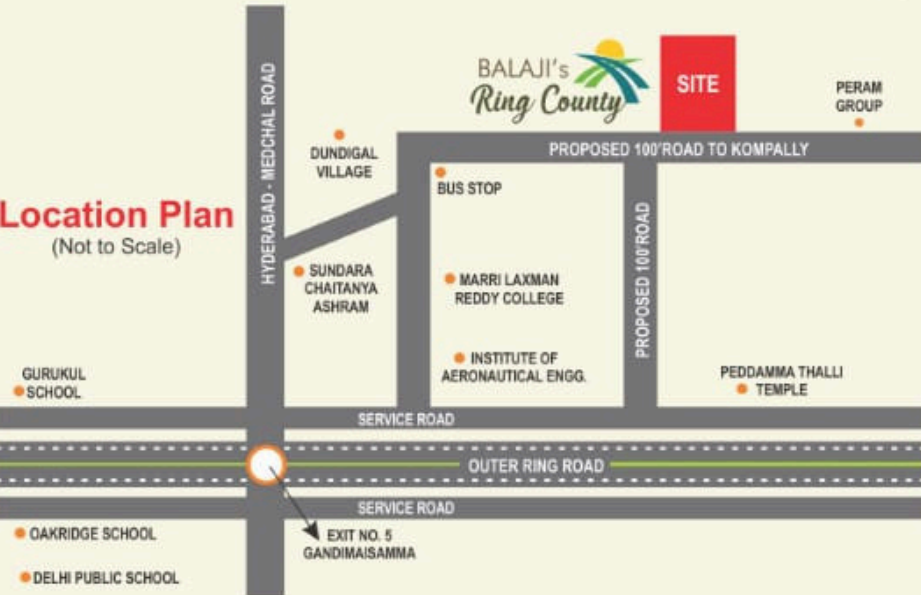 BALAJI's
Ring County
SITE
PERAM
GROUP
HYDERABAD - MEDCHAL ROAD
DUNDIGAL
VILLAGE
PROPOSED 100'ROAD TO KOMPALLY
BUS STOP
Location Plan
(Not to Scale)
SUNDARA
CHAITANYA
ASHRAM
MARRI LAXMAN
REDDY COLLEGE
PROPOSED 100'ROAD
INSTITUTE OF
AERONAUTICAL ENGG.
GURUKUL
SCHOOL
PEDDAMMA THALLI
TEMPLE
SERVICE ROAD
OUTER RING ROAD
SERVICE ROAD
OAKRIDGE SCHOOL
EXIT NO. 5
GANDIMAISAMMA
DELHI PUBLIC SCHOOL